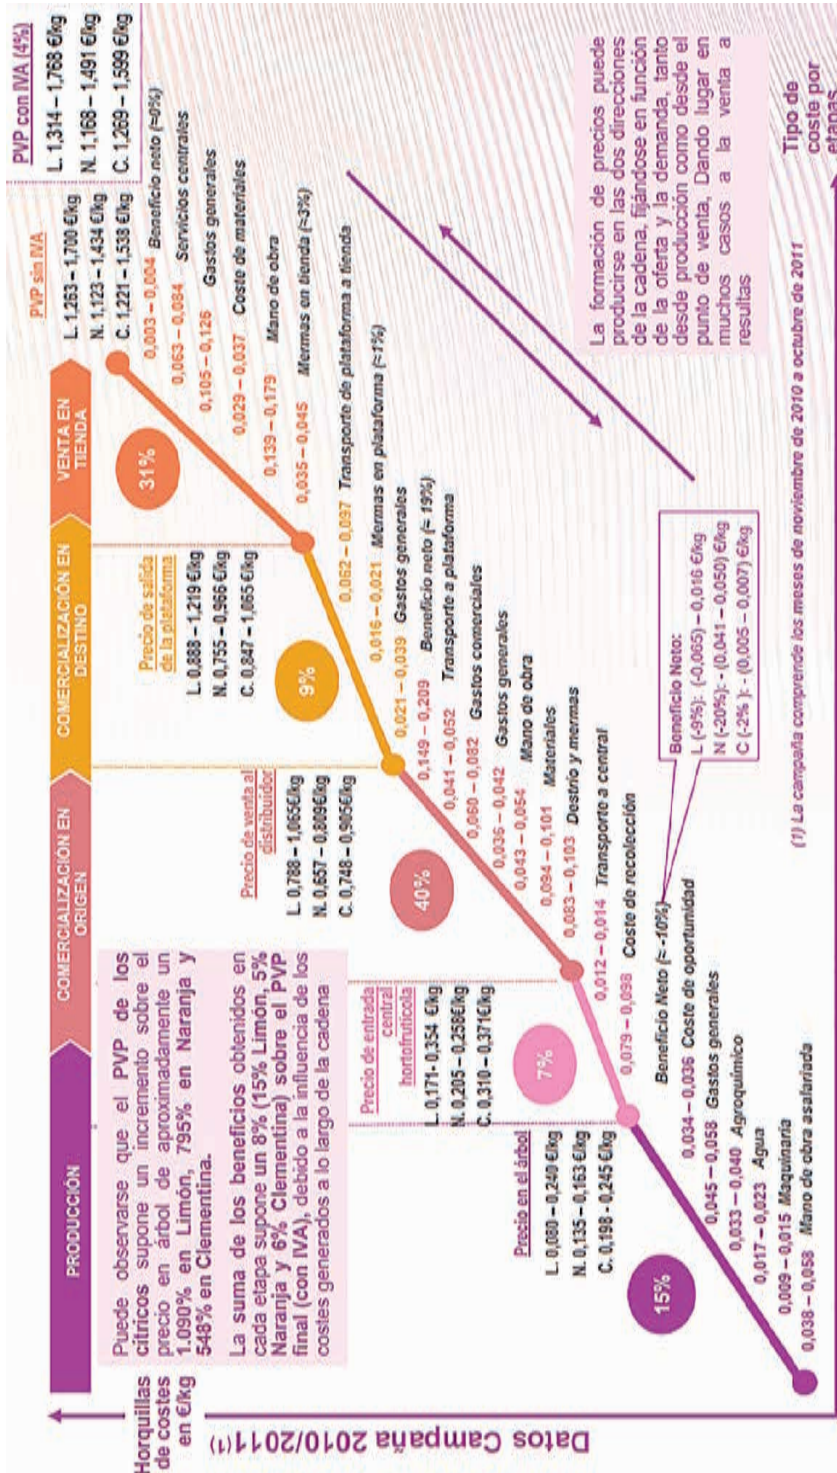 Horquillas
de costes
en €/kg
Datos Campaña 2010/2011(1)
PRODUCCIÓN
COMERCIALIZACIÓN EN
ORIGEN
COMERCIALIZACIÓN EN
DESTINO
VENTA EN
TIENDA
Puede observarse que el PVP de los
cítricos supone un incremento sobre el
precio en árbol de aproximadamente un
1.090% en Limón, 795% en Naranja y
548% en Clementina.
La suma de los beneficios obtenidos en
cada etapa supone un 8% (15% Limón, 5%
Naranja y 6% Clementina) sobre el PVP
final (con IVA), debido a la influencia de los
costes generados a lo largo de la cadena
Precio en el árbol
L. 0,080 – 0,240 €/kg
N. 0,135 – 0,163 €/kg
C. 0,198 - 0,245 €/kg
Precio de entrada
central
hortofrutícola
L. 0,171- 0,354 €/kg
N. 0,205 – 0,258€/kg
C. 0,310 – 0,371€/kg
Precio de venta al
distribuidor
L. 0,788 – 1,065€/kg
N. 0,657 – 0,809€/kg
C. 0,748 – 0,905€/kg
Precio de salida
de la plataforma
L. 0,888 – 1,219 €/kg
N. 0,755 – 0,966 €/kg
C. 0,847 – 1,065 €/kg
PVP sin IVA
L. 1,263 – 1,700 €/kg
N. 1,123 – 1,434 €/kg
C. 1,221 – 1,538 €/kg
PVP con IVA (4%)
L. 1,314 – 1,768 €/kg
N. 1,168 – 1,491 €/kg
C. 1,269 – 1,599 €/kg
15%
7%
40%
9%
31%
0,003 – 0,004 Beneficio neto (≈0%)
0,063 – 0,084 Servicios centrales
0,105 – 0,126 Gastos generales
0,029 – 0,037 Coste de materiales
0,139 – 0,179 Mano de obra
0,035 – 0,045 Mermas en tienda (≈3%)
0,062 – 0,097 Transporte de plataforma a tienda
0,016 – 0,021 Mermas en plataforma (≈1%)
0,021 – 0,039 Gastos generales
0,149 – 0,209 Beneficio neto (≈ 19%)
0,041 – 0,052 Transporte a plataforma
0,060 – 0,082 Gastos comerciales
0,036 – 0,042 Gastos generales
0,043 – 0,054 Mano de obra
0,094 – 0,101 Materiales
0,083 – 0,103 Destrío y mermas
0,012 – 0,014 Transporte a central
0,079 – 0,098 Coste de recolección
Beneficio Neto (≈ -10%)
0,034 – 0,036 Coste de oportunidad
0,045 – 0,058 Gastos generales
0,033 – 0,040 Agroquímico
0,017 – 0,023 Agua
0,009 – 0,015 Maquinaria
0,038 – 0,058 Mano de obra asalariada
Beneficio Neto:
L (-9%): (-0,065) – 0,016 €/kg
N (-20%): - (0,041 – 0,050) €/kg
C (-2% ): - (0,005 – 0,007) €/kg
La formación de precios puede
producirse en las dos direcciones
de la cadena, fijándose en función
de la oferta y la demanda, tanto
desde producción como desde el
punto de venta, Dando lugar en
muchos casos a la venta a
resultas
(1) La campaña comprende los meses de noviembre de 2010 a octubre de 2011
Tipo de
coste por
etapas